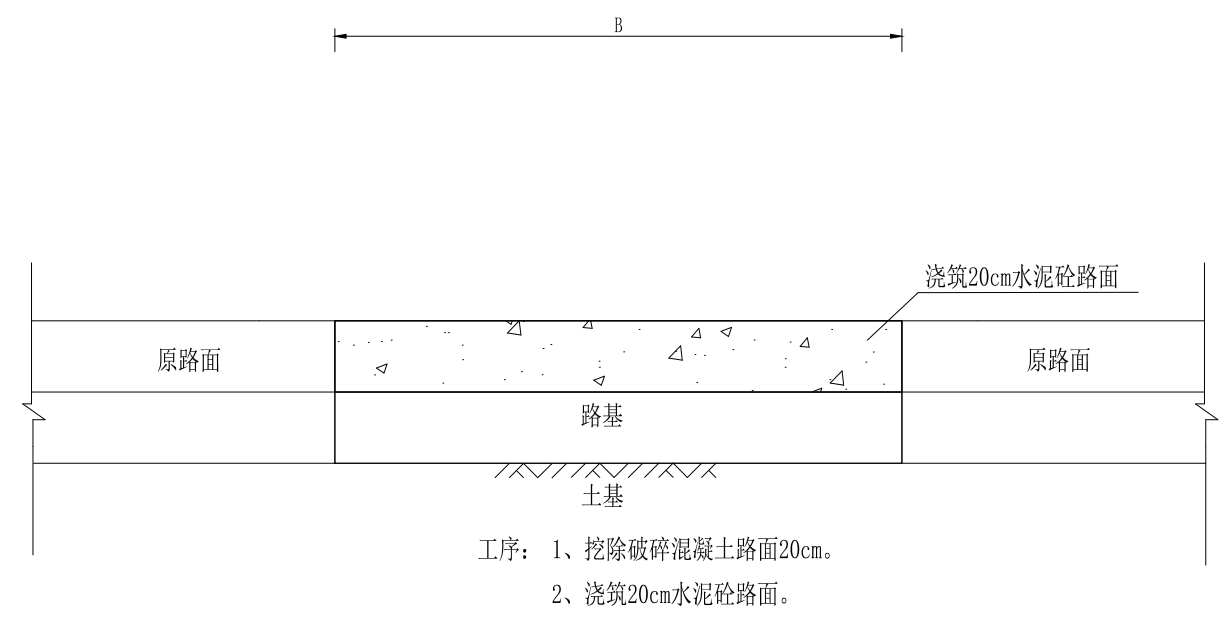 B
浇筑20cm水泥砼路面
原路面
原路面
路基
土基
工序： 1、挖除破碎混凝土路面20cm。
2、浇筑20cm水泥砼路面。